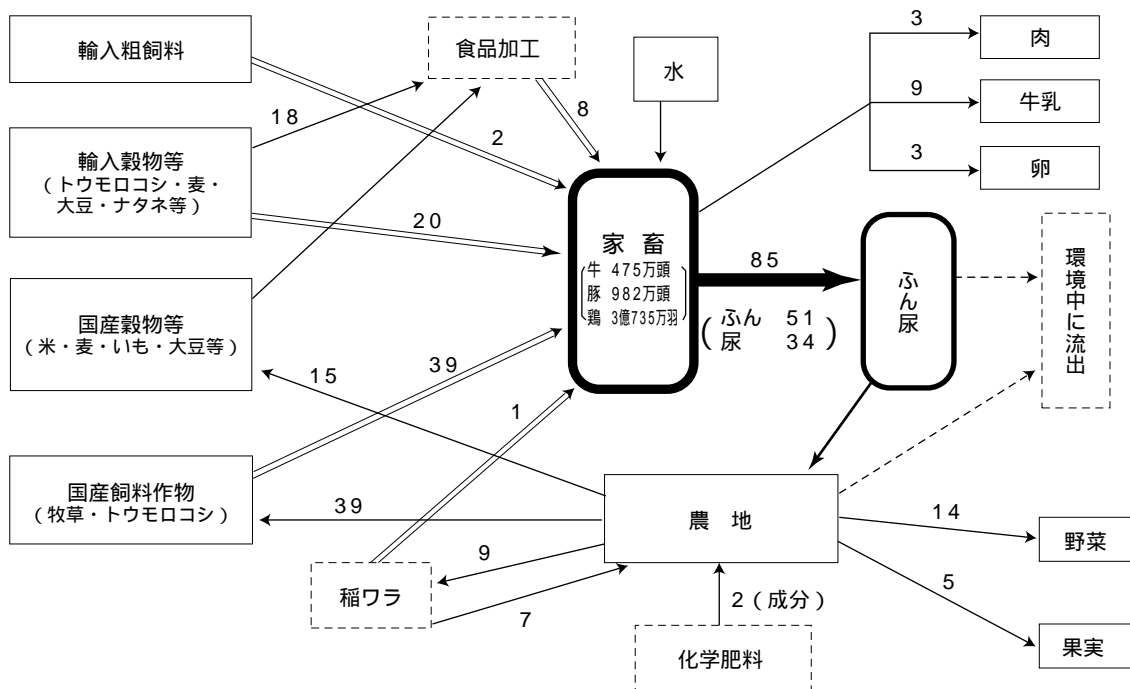 輸入粗飼料
食品加工
水
3
肉
9
牛乳
3
卵
18
2
8
輸入穀物等
（トウモロコシ・麦・
大豆・ナタネ等）
20
家 畜
牛 475万頭
豚 982万頭
鶏 3億735万羽
85
ふん 51
尿 34
ふん尿
環境中に流出
国産穀物等
（米・麦・いも・大豆等）
15
39
1
国産飼料作物
（牧草・トウモロコシ）
39
農 地
14
野菜
9
稲ワラ
7
2（成分）
5
化学肥料
果実